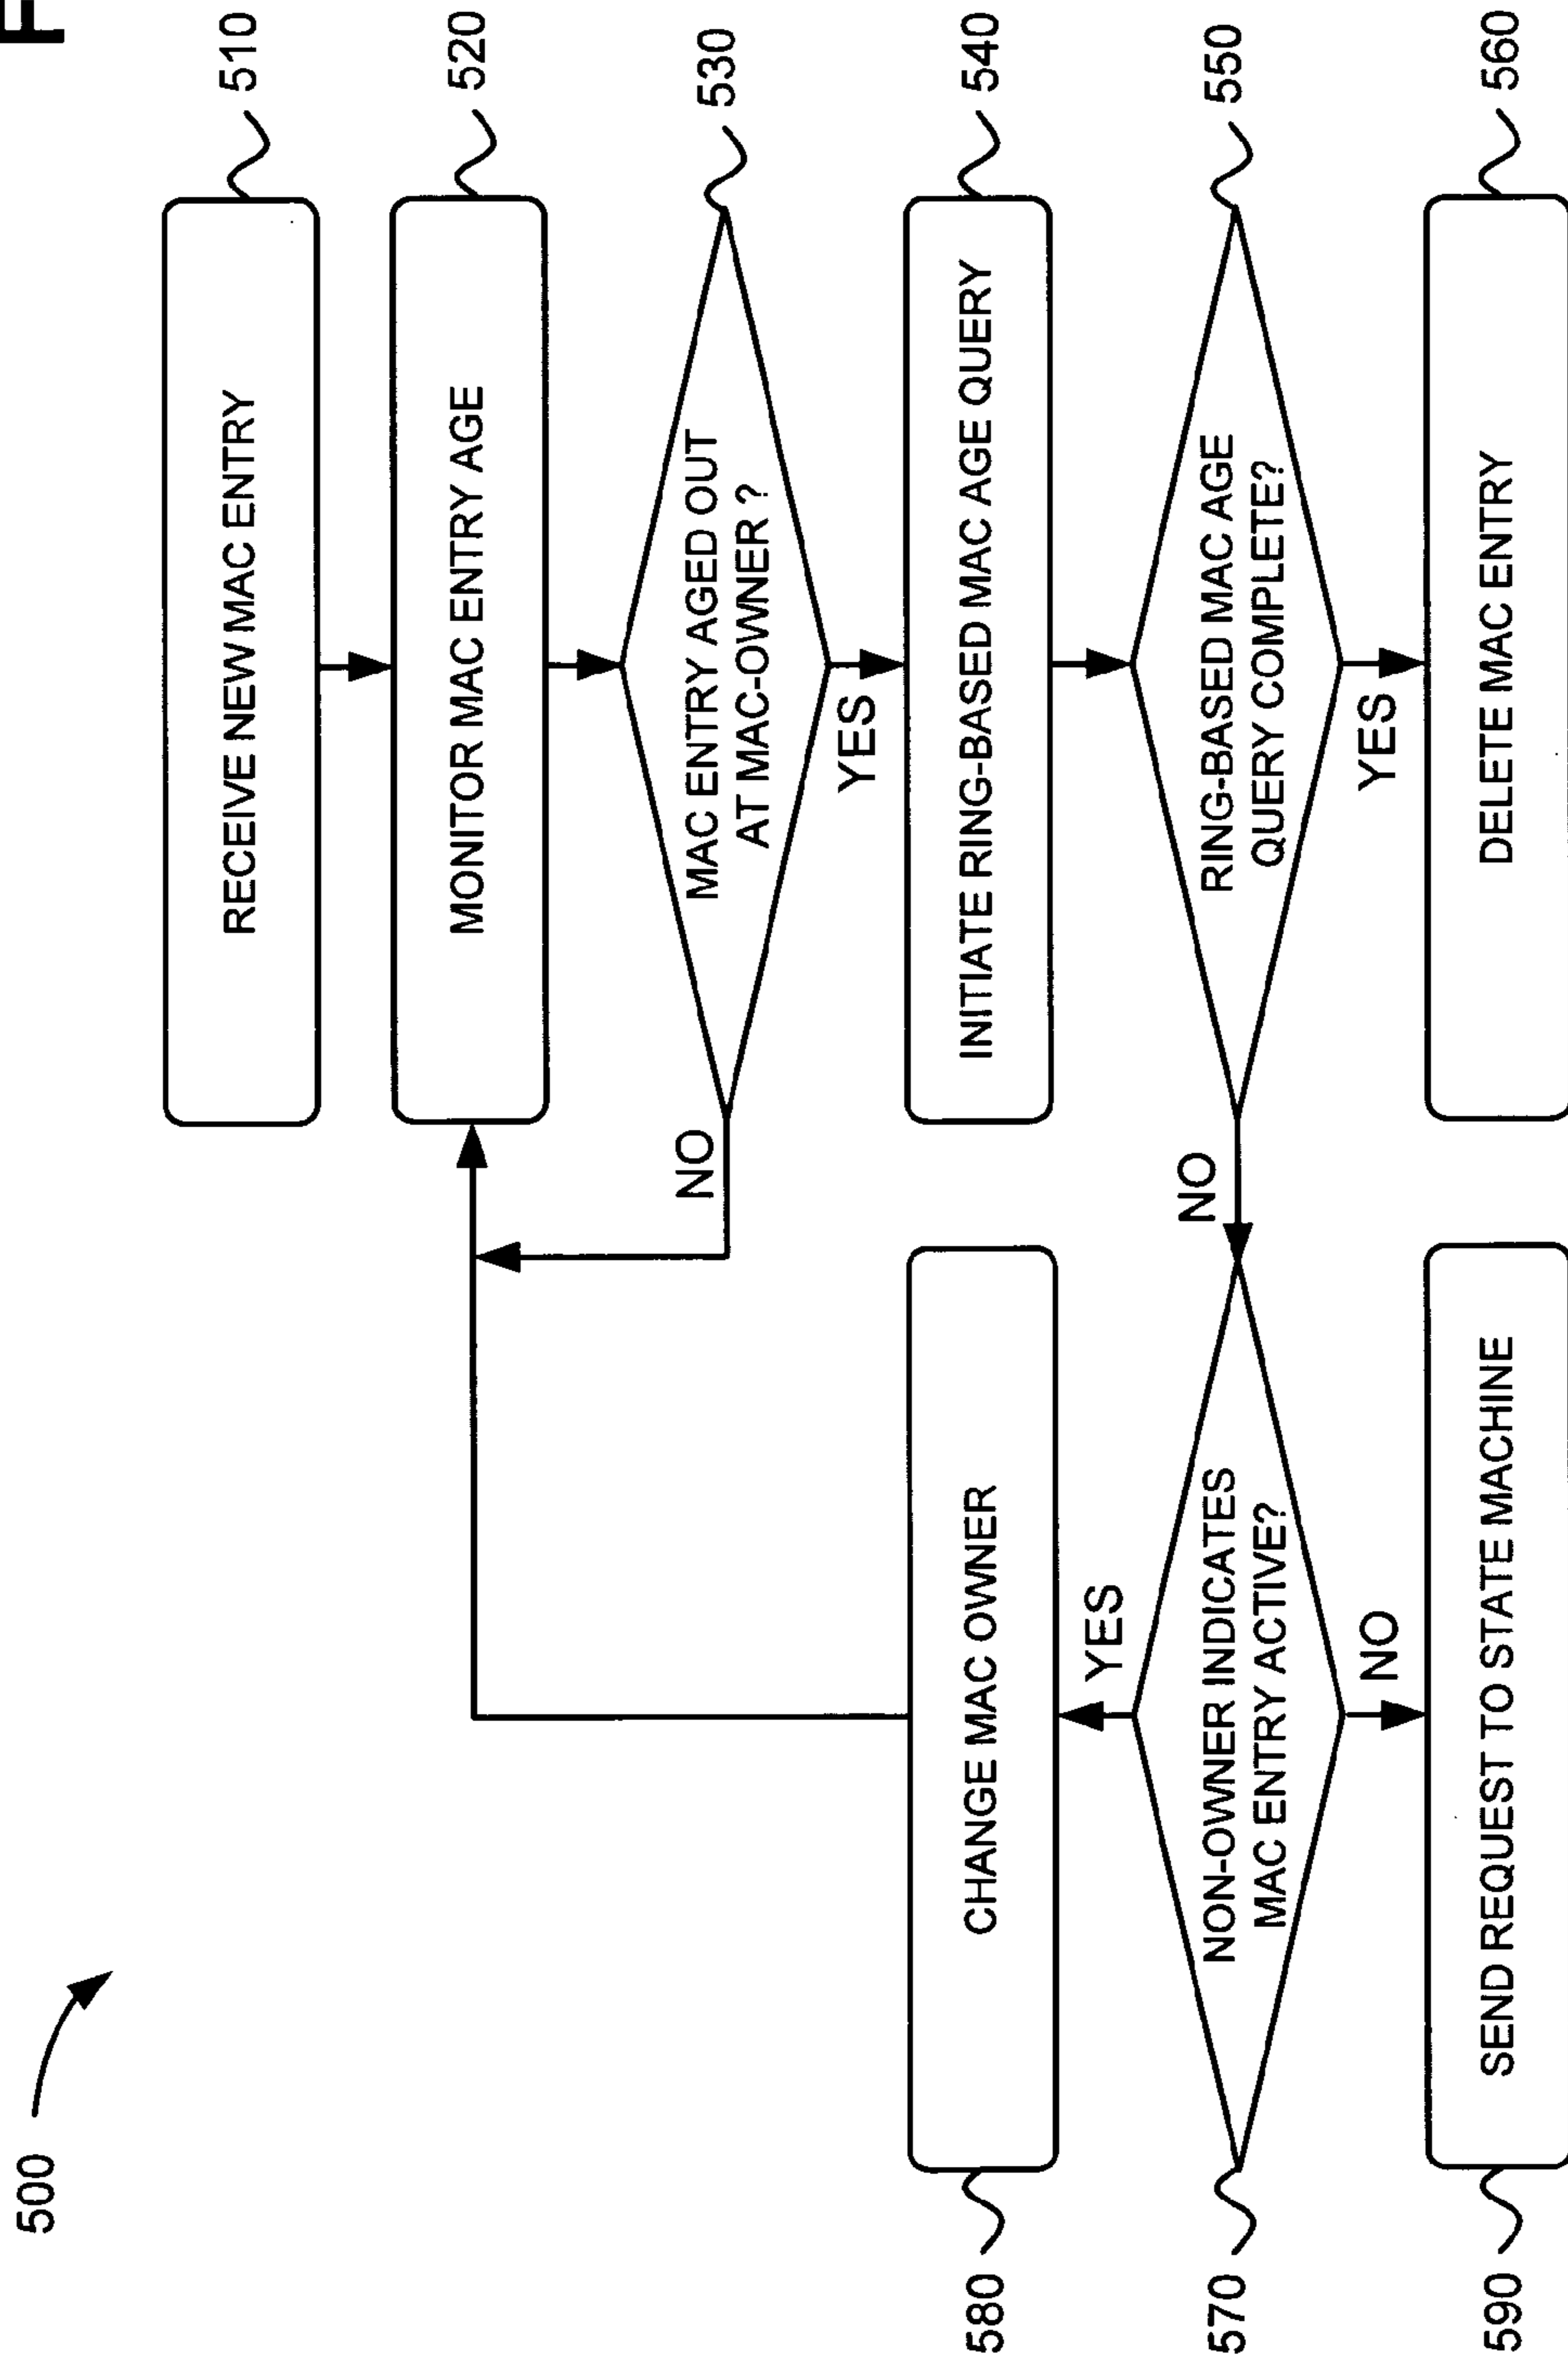 F
500
RECEIVE NEW MAC ENTRY
510
MONITOR MAC ENTRY AGE
520
MAC ENTRY AGED OUT
AT MAC-OWNER ?
530
NO
YES
INITIATE RING-BASED MAC AGE QUERY
540
RING-BASED MAC AGE
QUERY COMPLETE?
550
NO
YES
DELETE MAC ENTRY
560
580
CHANGE MAC OWNER
YES
570
NON-OWNER INDICATES
MAC ENTRY ACTIVE?
NO
590
SEND REQUEST TO STATE MACHINE